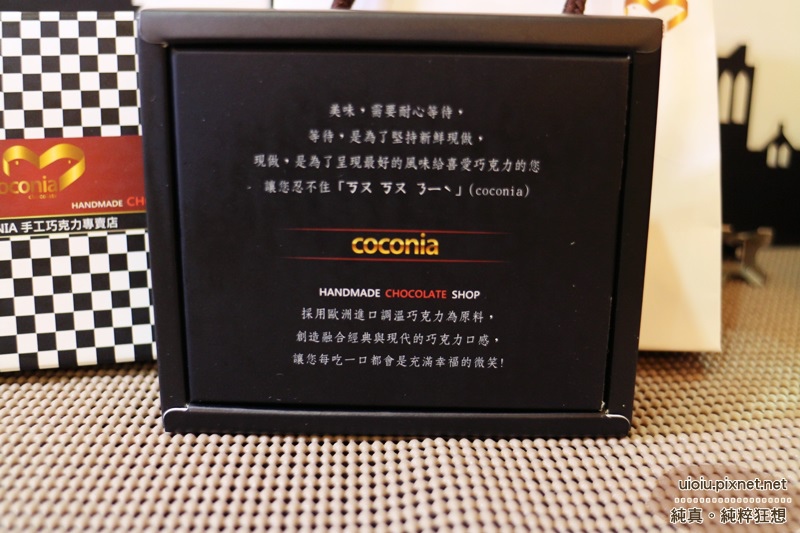 美味，需要耐心等待，
等待，是為了堅持新鮮現做，
現做，是為了呈現最好的風味給喜愛巧克力的您
讓您忍不住「ㄎㄡ ㄎㄡ ㄋㄧˋ」(coconia)
coconia
HANDMADE CHOCOLATE SHOP
採用歐洲進口調溫巧克力為原料，
創造融合經典與現代的巧克力口感，
讓您每吃一口都會是充滿幸福的微笑!
coconia
HANDMADE CH
NIA 手工巧克力專賣店
uioiu.pixnet.net
純真。純粹狂想